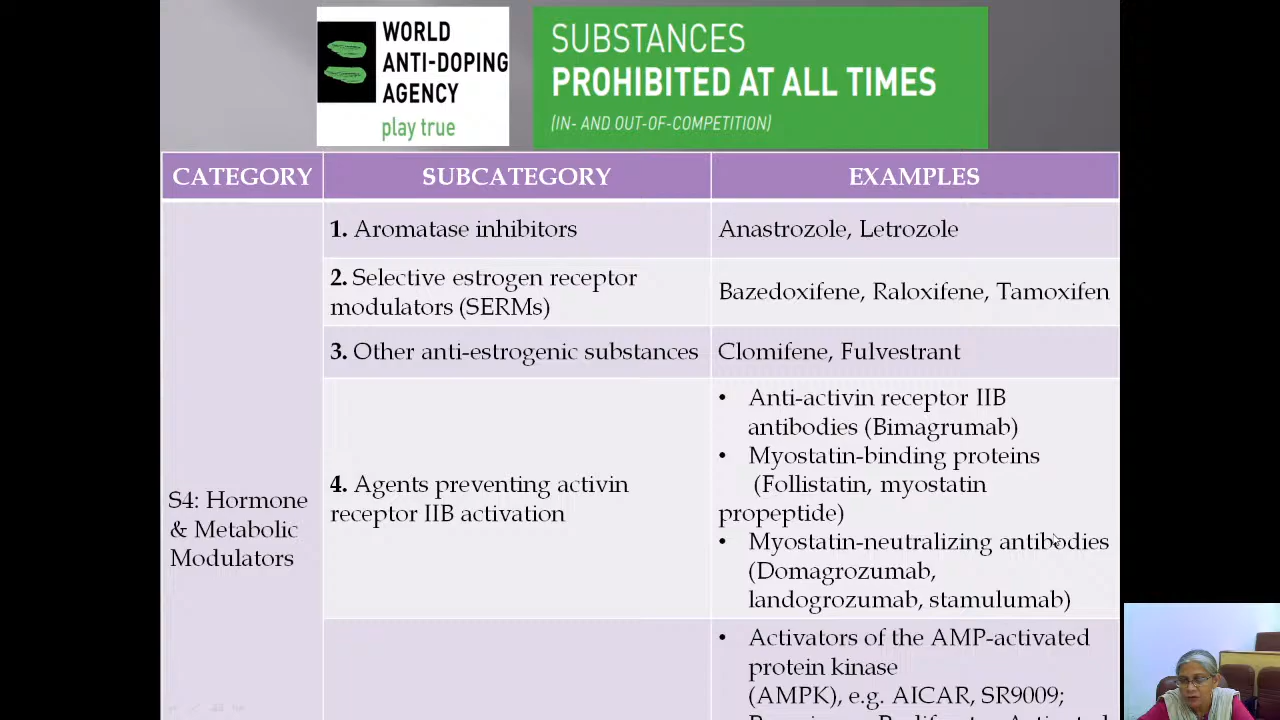 WORLD
ANTI-DOPING
AGENCY
play true
SUBSTANCES
PROHIBITED AT ALL TIMES
(IN- AND OUT-OF-COMPETITION)
CATEGORY
SUBCATEGORY
EXAMPLES
S4: Hormone
& Metabolic
Modulators
1. Aromatase inhibitors
Anastrozole, Letrozole
2. Selective estrogen receptor
modulators (SERMs)
Bazedoxifene, Raloxifene, Tamoxifen
3. Other anti-estrogenic substances
Clomifene, Fulvestrant
4. Agents preventing activin
receptor IIB activation
• Anti-activin receptor IIB
antibodies (Bimagrumab)
• Myostatin-binding proteins
(Follistatin, myostatin
propeptide)
• Myostatin-neutralizing antibodies
(Domagrozumab,
landogrozumab, stamulumab)
• Activators of the AMP-activated
protein kinase
(AMPK), e.g. AICAR, SR9009;